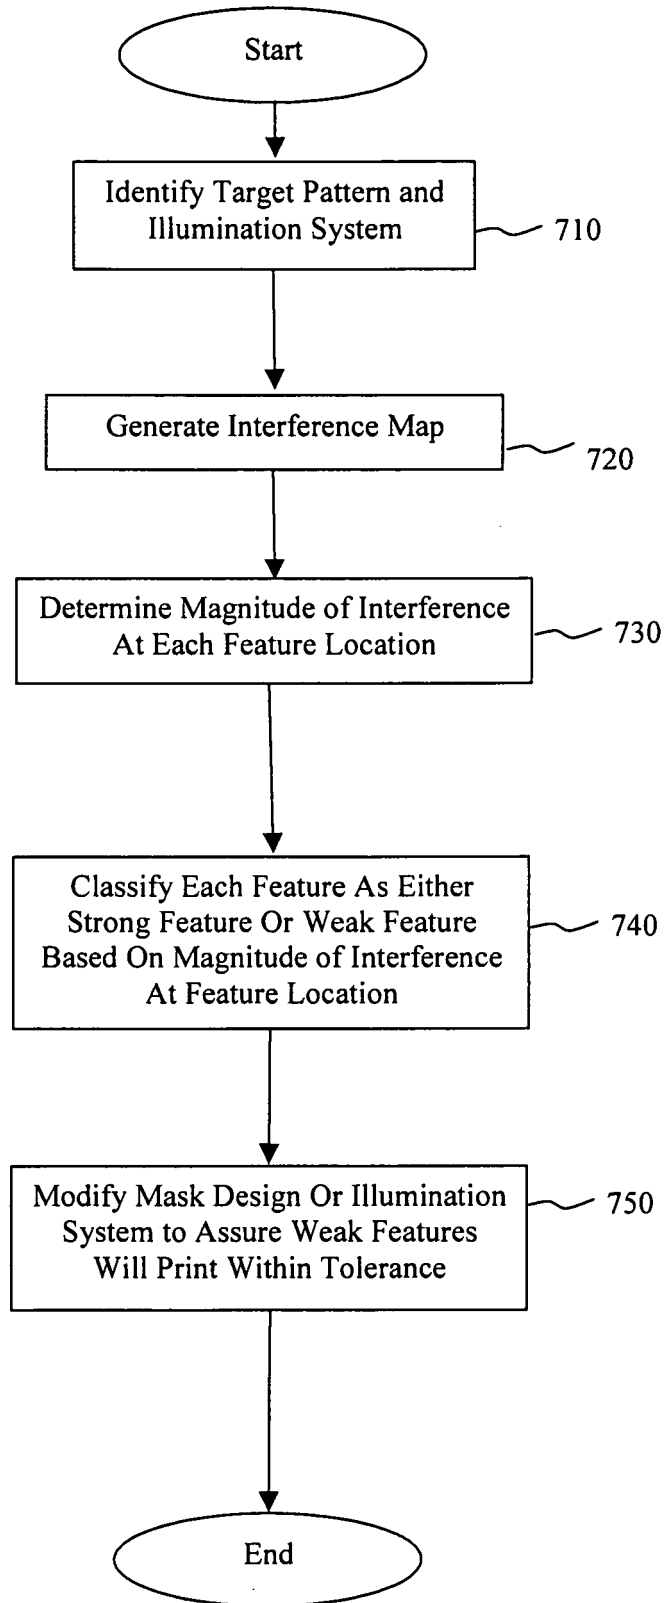 Start
Identify Target Pattern and
Illumination System
710
Generate Interference Map
720
Determine Magnitude of Interference
At Each Feature Location
730
Classify Each Feature As Either
Strong Feature Or Weak Feature
Based On Magnitude of Interference
At Feature Location
740
Modify Mask Design Or Illumination
System to Assure Weak Features
Will Print Within Tolerance
750
End